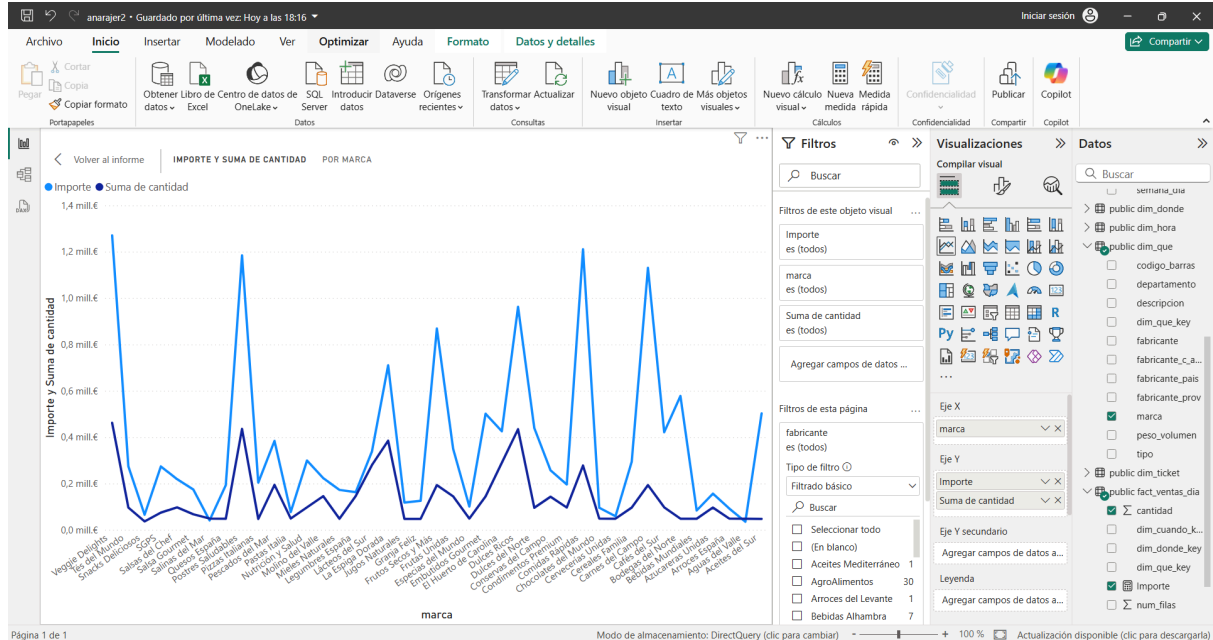 anarajer2 • Guardado por última vez: Hoy a las 18:16
Iniciar sesión
Archivo Inicio Insertar Modelado Ver Optimizar Ayuda Formato Datos y detalles
Compartir
Pegar
Cortar
Copia
Copiar formato
Portapapeles
Obtener datos
Libro de Excel
Centro de datos de OneLake
SQL Server
Introducir datos
Dataverse
Orígenes recientes
Datos
Transformar datos
Actualizar
Consultas
Nuevo objeto visual
Cuadro de texto
Más objetos visuales
Insertar
Nuevo cálculo visual
Nueva medida
Medida rápida
Cálculos
Confidencialidad
Confidencialidad
Publicar
Compartir
Copilot
Copilot
Volver al informe
IMPORTE Y SUMA DE CANTIDAD POR MARCA
Importe Suma de cantidad
Importe y Suma de cantidad
1,4 mill.€
1,2 mill.€
1,0 mill.€
0,8 mill.€
0,6 mill.€
0,4 mill.€
0,2 mill.€
0,0 mill.€
Veggie Delights
Tés del Mundo
Snacks Deliciosos
SGPS
Salsas del Chef
Salsa Gourmet
Salinas del Mar
Quesos España
Postres Saludables
Pizzas Italianas
Pescados del Mar
Pastas Italia
Nutrición y Salud
Molino del Valle
Mieles Naturales
Legumbres España
Lácteos del Sur
La Espiga Dorada
Jugos Naturales
Granja Feliz
Frutos Secos y Más
Frutas Unidas
Especias del Mundo
Embutidos Gourmet
El Huerto de Carolina
Dulces Ricos
Dulces del Norte
Conservas del Campo
Condimentos Premium
Comidas Rápidas
Chocolates del Mundo
Cervecerías Unidas
Cereales Familia
Carnes del Campo
Cafés del Sur
Bodegas del Norte
Bebidas Mundiales
Azucareros Unidos
Arroces España
Aguas del Valle
Aceites del Sur
marca
Filtros
Buscar
Filtros de este objeto visual
Importe
es (todos)
marca
es (todos)
Suma de cantidad
es (todos)
Agregar campos de datos ...
Filtros de esta página
fabricante
es (todos)
Tipo de filtro
Filtrado básico
Buscar
Seleccionar todo
(En blanco)
Aceites Mediterráneo 1
AgroAlimentos 30
Arroces del Levante 1
Bebidas Alhambra 7
Visualizaciones
Compilar visual
123
R
Py
...
Eje X
marca
Eje Y
Importe
Suma de cantidad
Eje Y secundario
Agregar campos de datos a...
Leyenda
Agregar campos de datos a...
Datos
Buscar
semana_dia
public dim_donde
public dim_hora
public dim_que
codigo_barras
departamento
descripcion
dim_que_key
fabricante
fabricante_c_a...
fabricante_pais
fabricante_prov
marca
peso_volumen
tipo
public dim_ticket
public fact_ventas_dia
cantidad
dim_cuando_k...
dim_donde_key
dim_que_key
Importe
num_filas
Página 1 de 1
Modo de almacenamiento: DirectQuery (clic para cambiar)
- + 100 %
Actualización disponible (clic para descargarla)